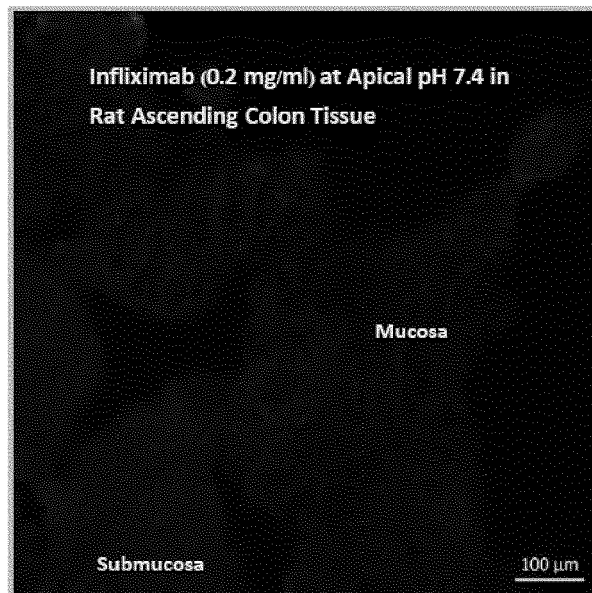 Infliximab (0.2 mg/ml) at Apical pH 7.4 in
Rat Ascending Colon Tissue
Mucosa
Submucosa
100 μm